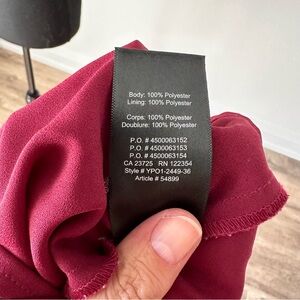 Body: 100% Polyester
Lining: 100% Polyester
Corps: 100% Polyester
Doublure: 100% Polyester
P.O. # 4500063152
P.O. # 4500063153
P.O. # 4500063154
CA 23725 RN 122354
Style # YPO1-2449-36
Article # 54899